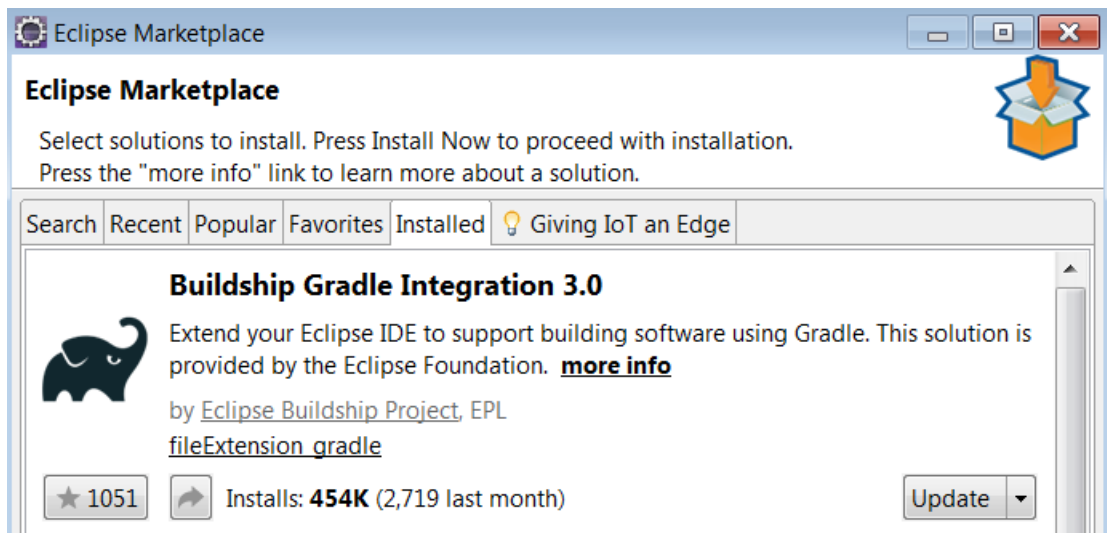 Eclipse Marketplace
Eclipse Marketplace
Select solutions to install. Press Install Now to proceed with installation.
Press the "more info" link to learn more about a solution.
Search Recent Popular Favorites Installed Giving IoT an Edge
Buildship Gradle Integration 3.0
Extend your Eclipse IDE to support building software using Gradle. This solution is
provided by the Eclipse Foundation. more info
by Eclipse Buildship Project, EPL
fileExtension_gradle
1051 Installs: 454K (2,719 last month) Update